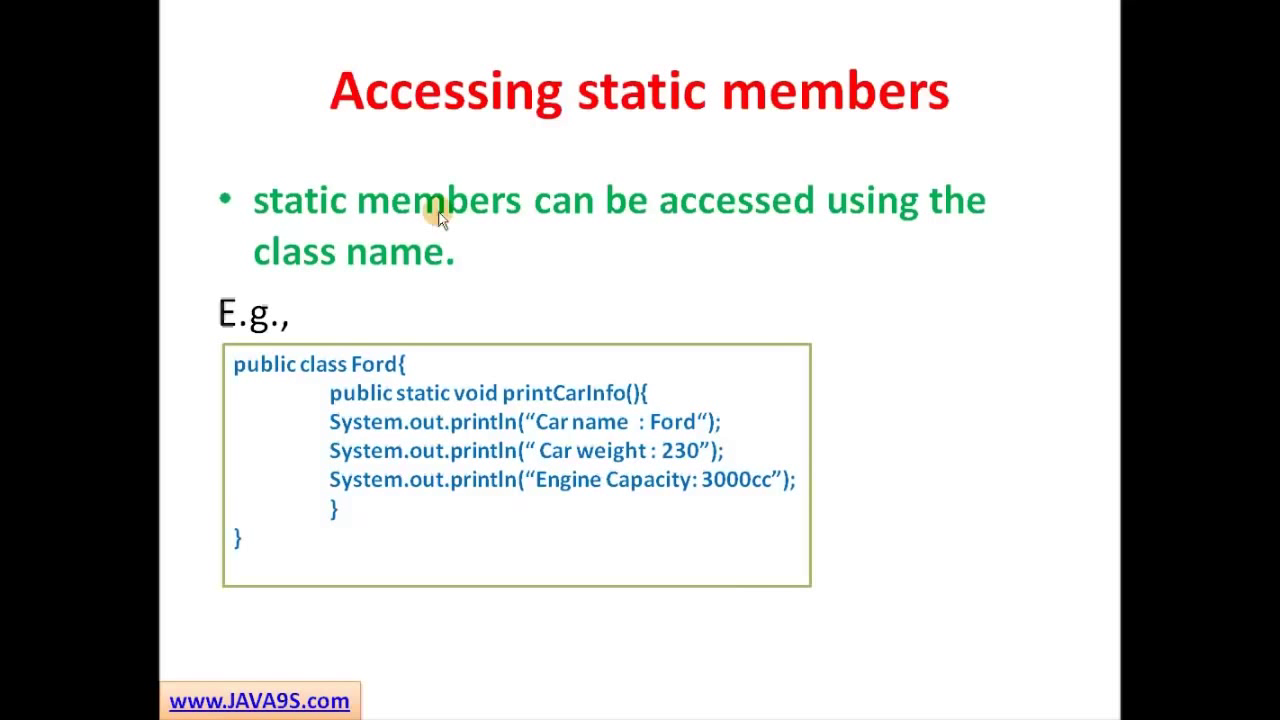 Accessing static members
• static members can be accessed using the
class name.
E.g.,
public class Ford{
public static void printCarInfo(){
System.out.println(“Car name : Ford“);
System.out.println(“ Car weight : 230”);
System.out.println(“Engine Capacity: 3000cc”);
}
}
www.JAVA9S.com